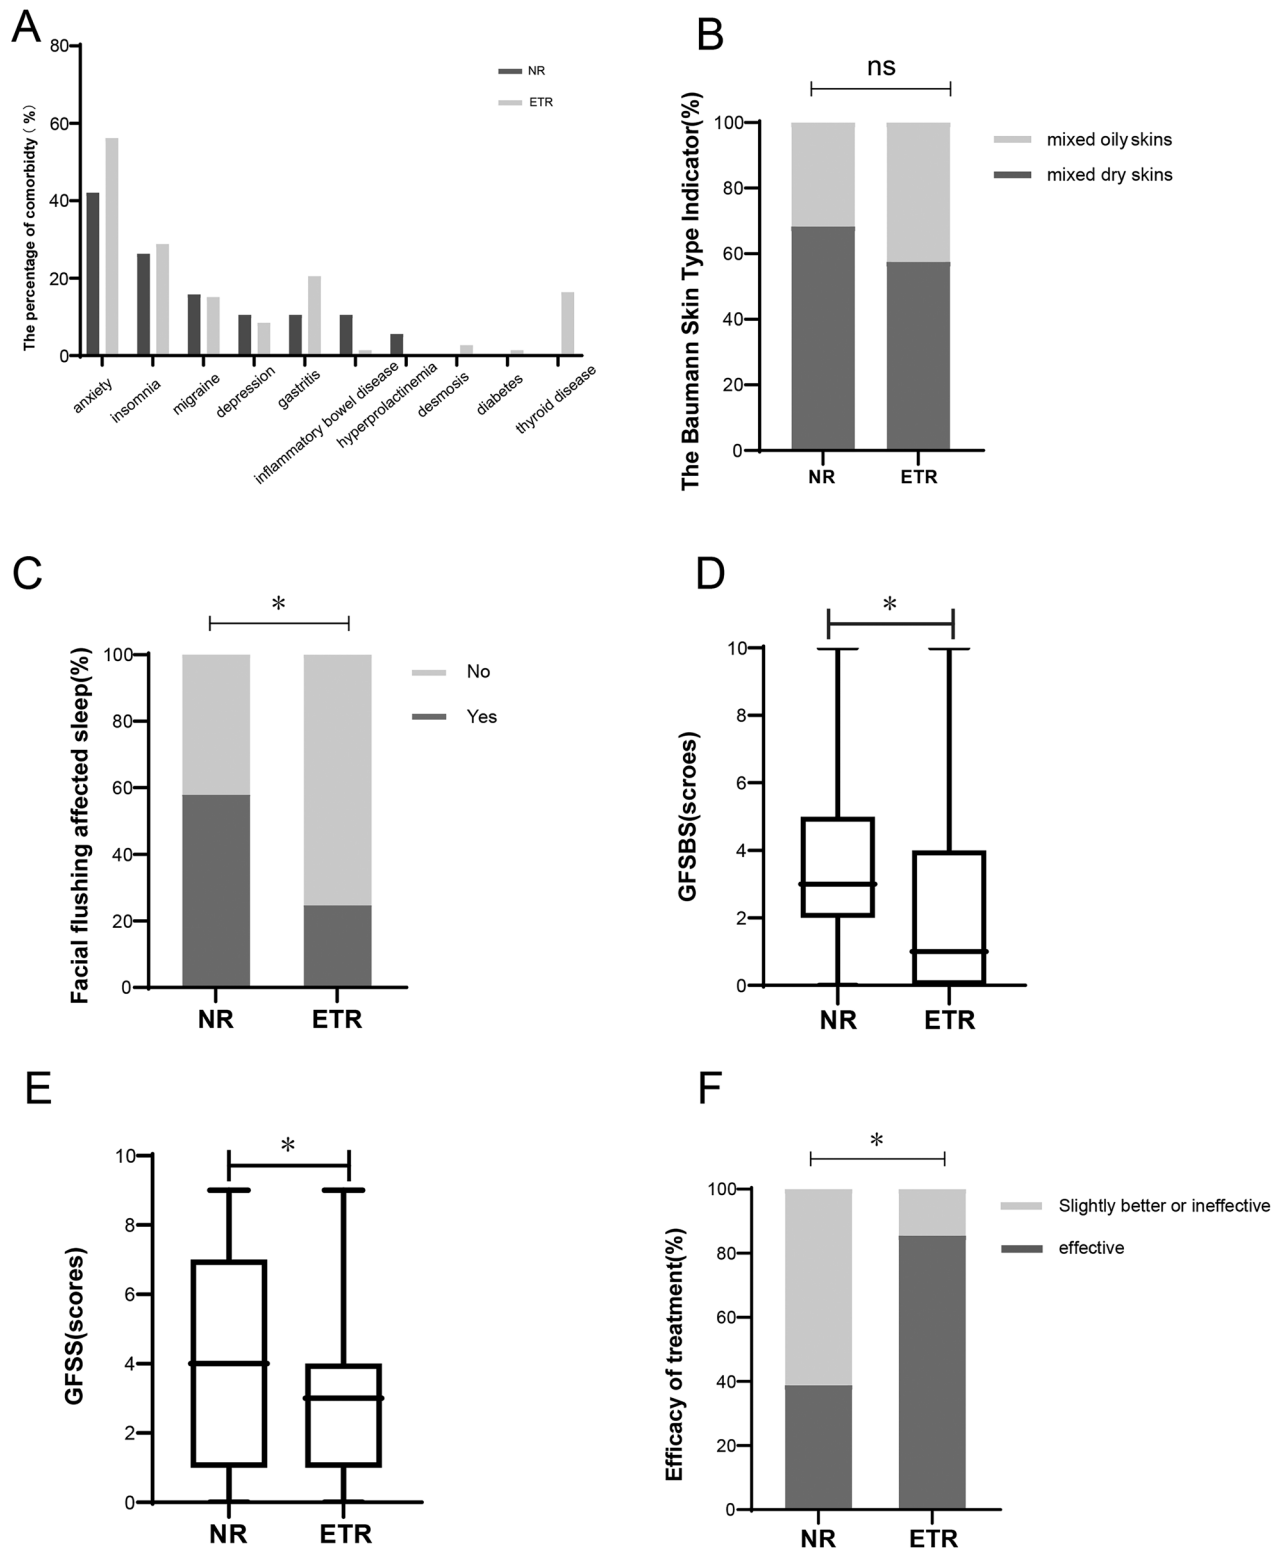 A
80
60
40
20
0
The percentage of comorbidty（%）
NR
ETR
anxiety
insomnia
migraine
depression
gastritis
inflammatory bowel disease
hyperprolactinemia
desmosis
diabetes
thyroid disease
B
ns
The Baumann Skin Type Indicator(%)
100
80
60
40
20
0
NR
ETR
mixed oily skins
mixed dry skins
C
*
Facial flushing affected sleep(%)
100
80
60
40
20
0
NR
ETR
No
Yes
D
*
GFSBS(scroes)
10
8
6
4
2
0
NR
ETR
E
*
GFSS(scores)
10
8
6
4
2
0
NR
ETR
F
*
Efficacy of treatment(%)
100
80
60
40
20
0
NR
ETR
Slightly better or ineffective
effective